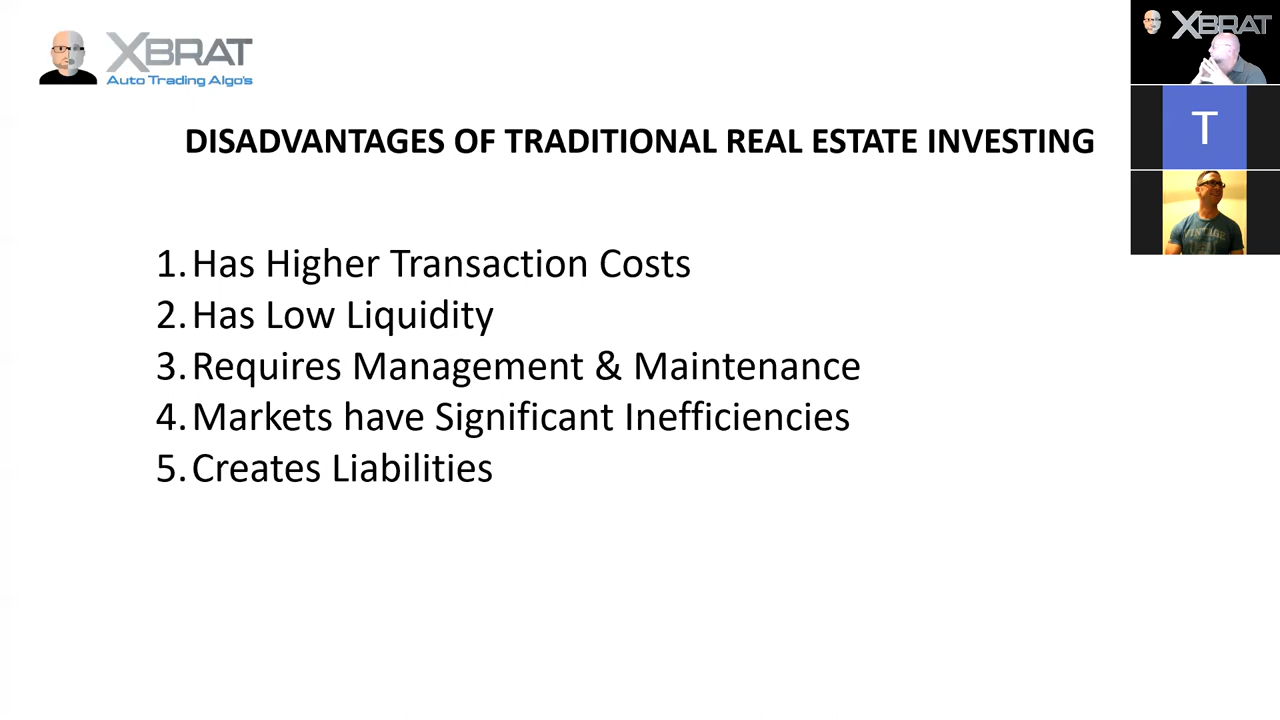 XBRAT
Auto Trading Algo's
XBRAT
T
VINTAGE
DISADVANTAGES OF TRADITIONAL REAL ESTATE INVESTING
1. Has Higher Transaction Costs
2. Has Low Liquidity
3. Requires Management & Maintenance
4. Markets have Significant Inefficiencies
5. Creates Liabilities